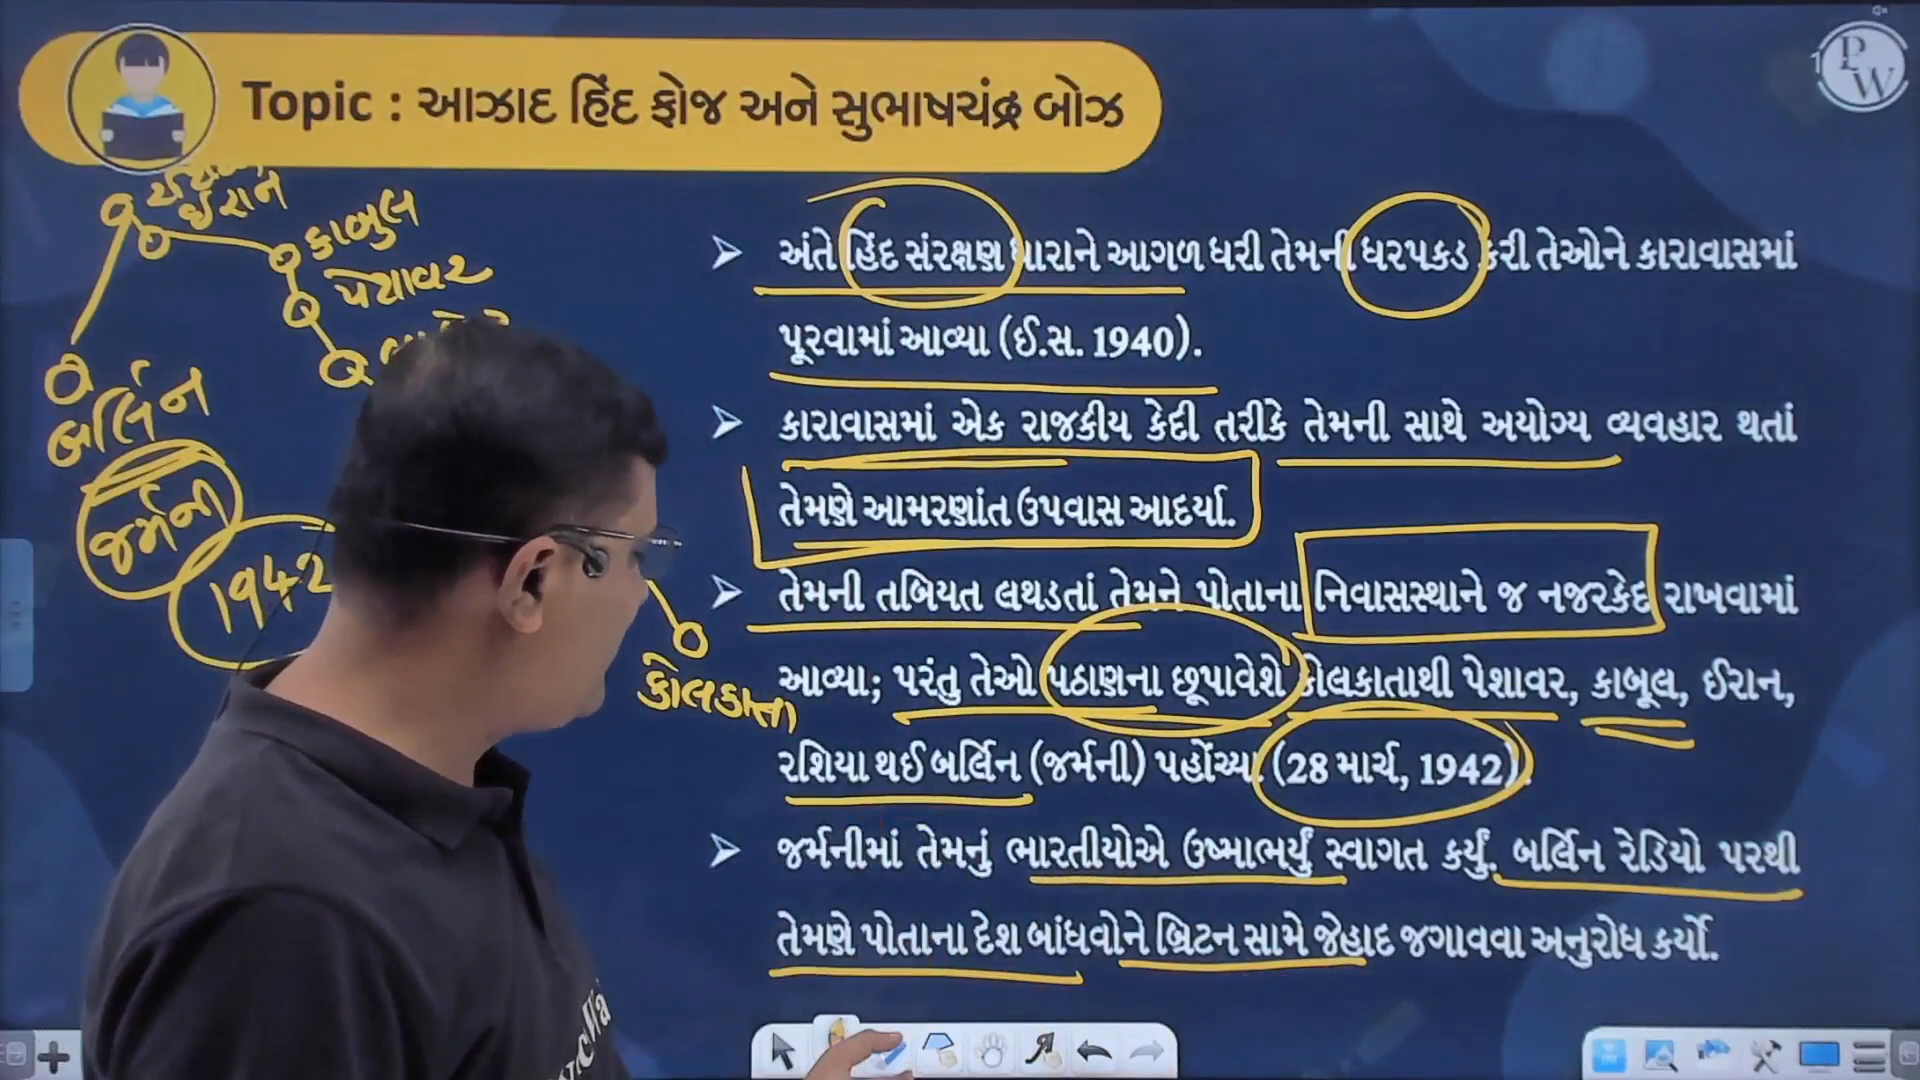 Topic : આઝાદ હિંદ ફોજ અને સુભાષચંદ્ર બોઝ
PW
ઈરાન
કાબુલ
પેશાવર
બર્લિન
જર્મની
1942
કોલકાતા
➤ અંતે હિંદ સંરક્ષણ ધારાને આગળ ધરી તેમની ધરપકડ કરી તેઓને કારાવાસમાં
પૂરવામાં આવ્યા (ઈ.સ. 1940).
➤ કારાવાસમાં એક રાજકીય કેદી તરીકે તેમની સાથે અયોગ્ય વ્યવહાર થતાં
તેમણે આમરણાંત ઉપવાસ આદર્યા.
➤ તેમની તબિયત લથડતાં તેમને પોતાના નિવાસસ્થાને જ નજરકેદ રાખવામાં
આવ્યા; પરંતુ તેઓ પઠાણના છૂપાવેશે કોલકાતાથી પેશાવર, કાબૂલ, ઈરાન,
રશિયા થઈ બર્લિન (જર્મની) પહોંચ્યા (28 માર્ચ, 1942).
➤ જર્મનીમાં તેમનું ભારતીયોએ ઉષ્માભર્યું સ્વાગત કર્યું. બર્લિન રેડિયો પરથી
તેમણે પોતાના દેશ બાંધવોને બ્રિટન સામે જેહાદ જગાવવા અનુરોધ કર્યો.